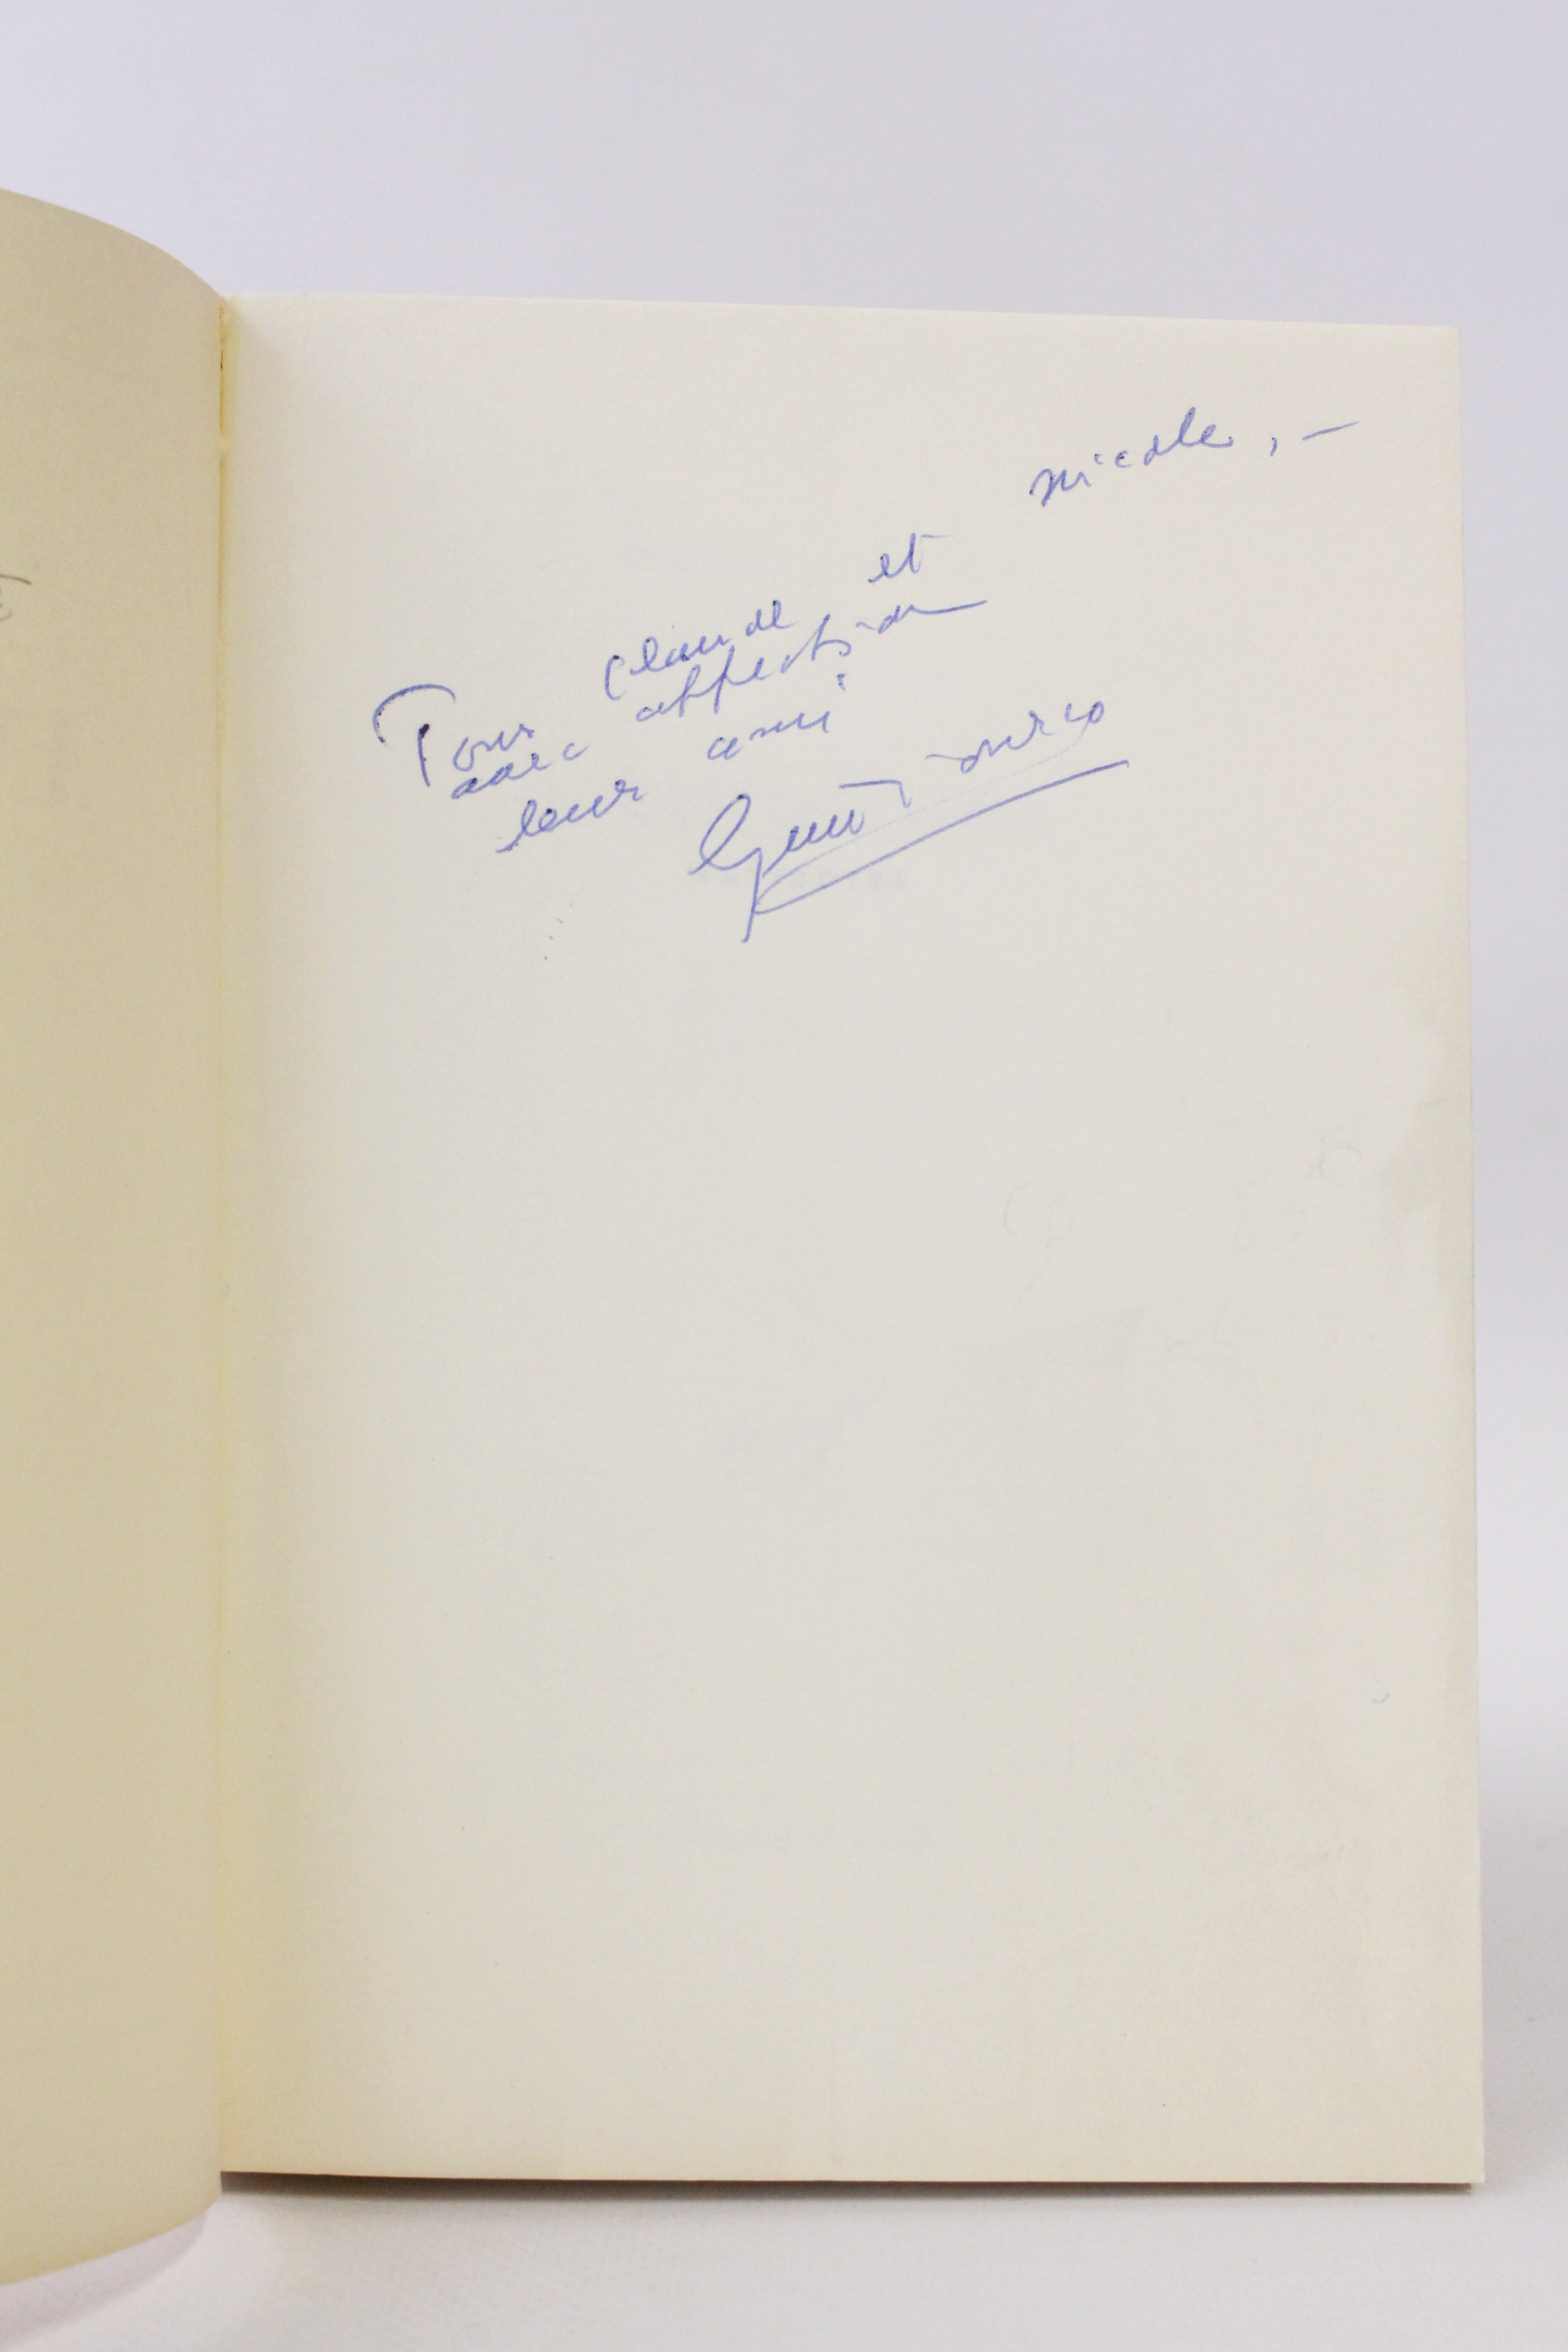 Pour Claude et Nicole, –
avec affection
leur ami